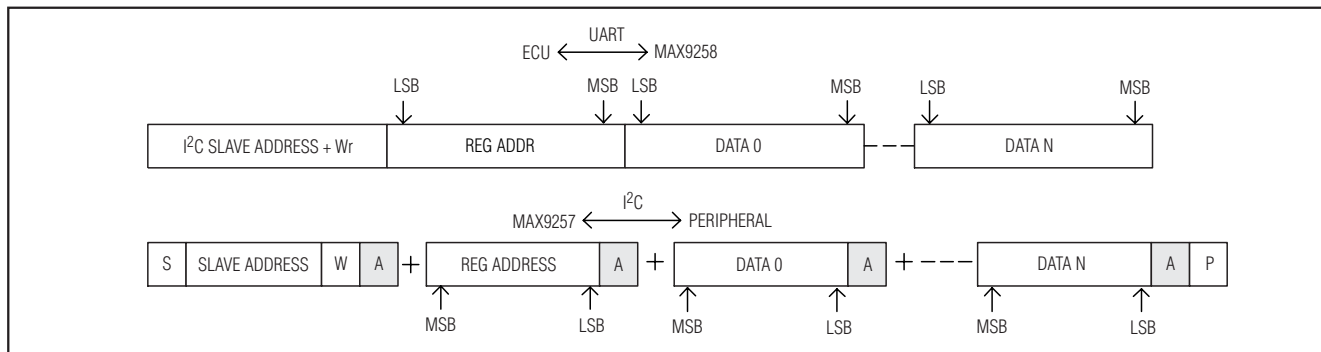 UART
ECU MAX9258
LSB MSB LSB MSB LSB MSB
I²C SLAVE ADDRESS + Wr REG ADDR DATA 0 DATA N
I²C
MAX9257 PERIPHERAL
S SLAVE ADDRESS W A + REG ADDRESS A + DATA 0 A + DATA N A P
MSB LSB MSB LSB MSB LSB